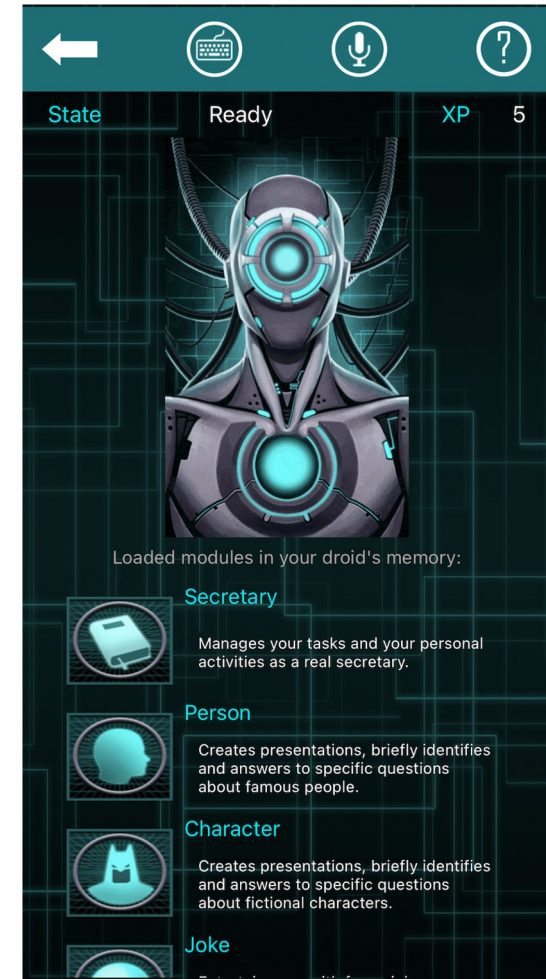 State Ready XP 5
Loaded modules in your droid's memory:
Secretary
Manages your tasks and your personal
activities as a real secretary.
Person
Creates presentations, briefly identifies
and answers to specific questions
about famous people.
Character
Creates presentations, briefly identifies
and answers to specific questions
about fictional characters.
Joke